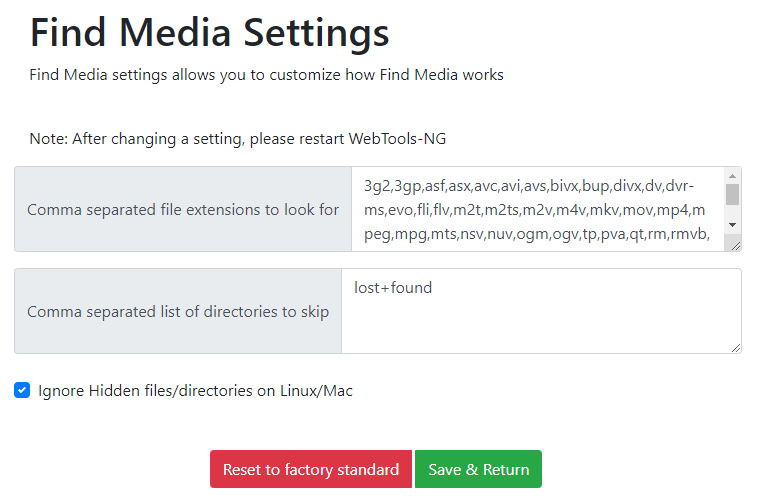 Find Media Settings
Find Media settings allows you to customize how Find Media works
Note: After changing a setting, please restart WebTools-NG
Comma separated file extensions to look for
3g2,3gp,asf,asx,avc,avi,avs,bivx,bup,divx,dv,dvr-
ms,evo,fli,flv,m2t,m2ts,m2v,m4v,mkv,mov,mp4,m
peg,mpg,mts,nsv,nuv,ogm,ogv,tp,pva,qt,rm,rmvb,
Comma separated list of directories to skip
lost+found
Ignore Hidden files/directories on Linux/Mac
Reset to factory standard
Save & Return